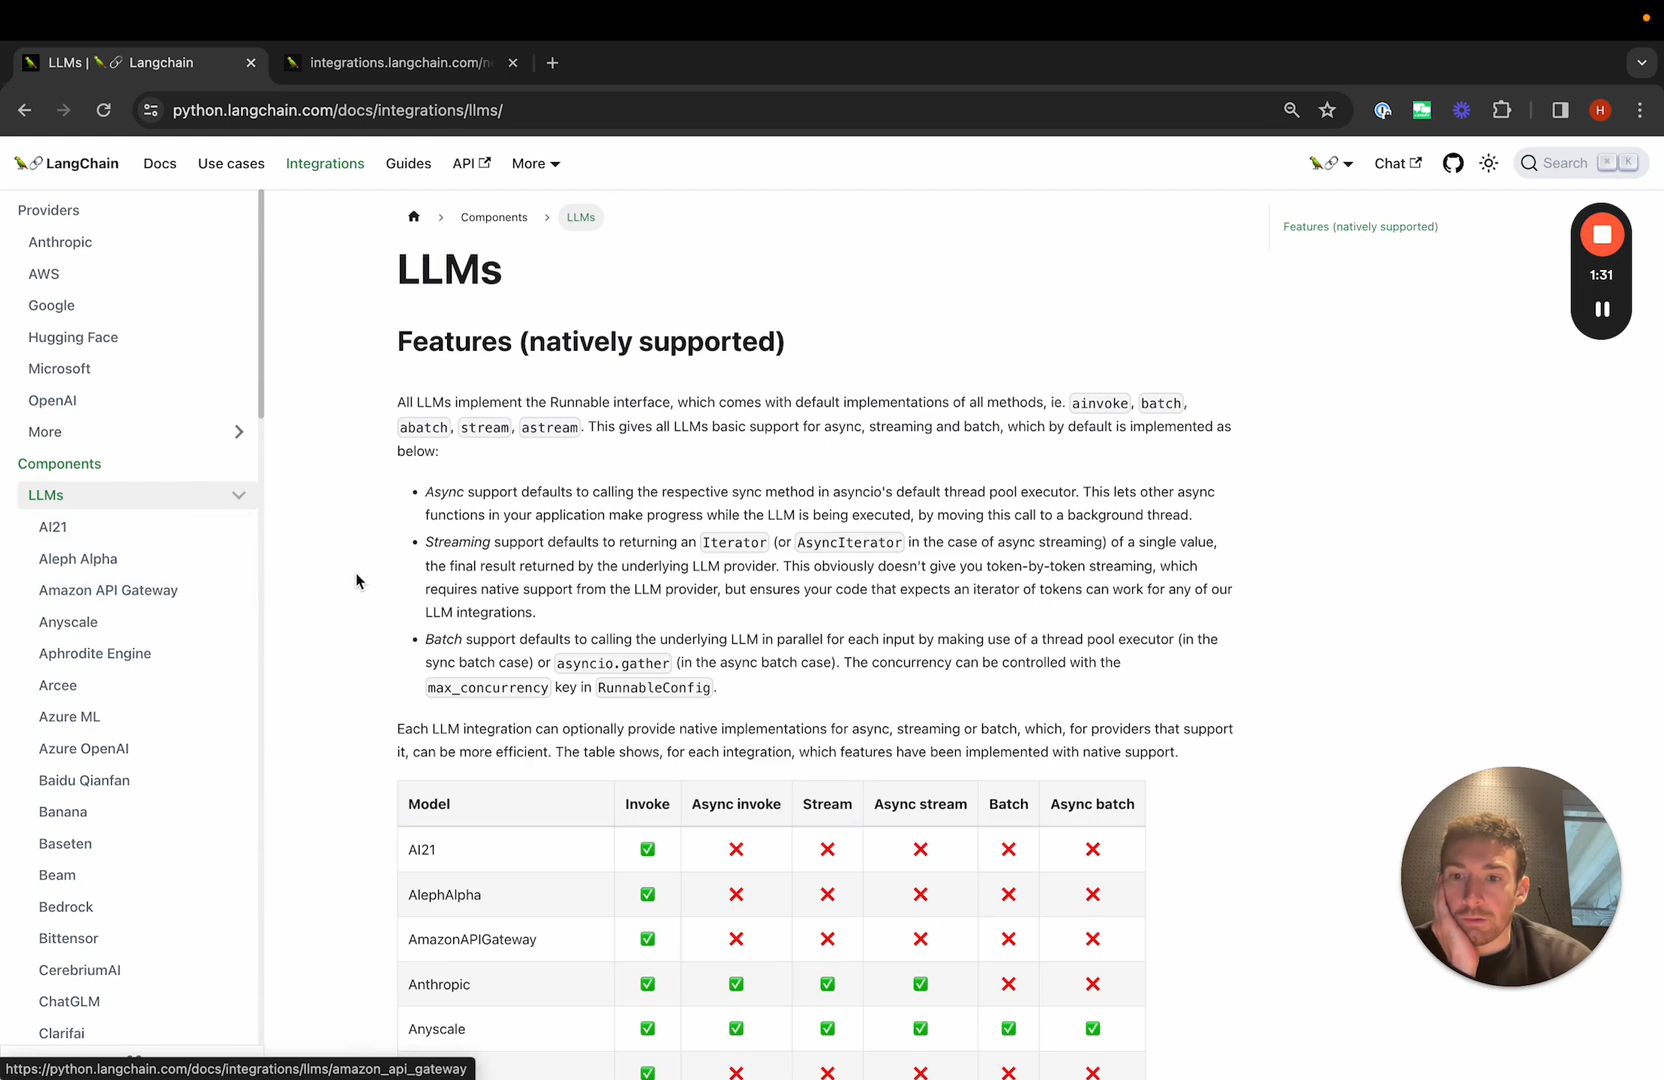 LLMs | 🦜🔗 Langchain
integrations.langchain.com/n
python.langchain.com/docs/integrations/llms/
H
🦜🔗 LangChain
Docs
Use cases
Integrations
Guides
API
More
🦜🔗
Chat
Search
K
Providers
Anthropic
AWS
Google
Hugging Face
Microsoft
OpenAI
More
Components
LLMs
AI21
Aleph Alpha
Amazon API Gateway
Anyscale
Aphrodite Engine
Arcee
Azure ML
Azure OpenAI
Baidu Qianfan
Banana
Baseten
Beam
Bedrock
Bittensor
CerebriumAI
ChatGLM
Clarifai
https://python.langchain.com/docs/integrations/llms/amazon_api_gateway
Components
LLMs
LLMs
Features (natively supported)
All LLMs implement the Runnable interface, which comes with default implementations of all methods, ie. ainvoke, batch,
abatch, stream, astream. This gives all LLMs basic support for async, streaming and batch, which by default is implemented as
below:
• Async support defaults to calling the respective sync method in asyncio's default thread pool executor. This lets other async
functions in your application make progress while the LLM is being executed, by moving this call to a background thread.
• Streaming support defaults to returning an Iterator (or AsyncIterator in the case of async streaming) of a single value,
the final result returned by the underlying LLM provider. This obviously doesn't give you token-by-token streaming, which
requires native support from the LLM provider, but ensures your code that expects an iterator of tokens can work for any of our
LLM integrations.
• Batch support defaults to calling the underlying LLM in parallel for each input by making use of a thread pool executor (in the
sync batch case) or asyncio.gather (in the async batch case). The concurrency can be controlled with the
max_concurrency key in RunnableConfig.
Each LLM integration can optionally provide native implementations for async, streaming or batch, which, for providers that support
it, can be more efficient. The table shows, for each integration, which features have been implemented with native support.
Model Invoke Async invoke Stream Async stream Batch Async batch
AI21 ✅ ❌ ❌ ❌ ❌ ❌
AlephAlpha ✅ ❌ ❌ ❌ ❌ ❌
AmazonAPIGateway ✅ ❌ ❌ ❌ ❌ ❌
Anthropic ✅ ✅ ✅ ✅ ❌ ❌
Anyscale ✅ ✅ ✅ ✅ ✅ ✅
✅ ❌ ❌ ❌ ❌ ❌
Features (natively supported)
1:31